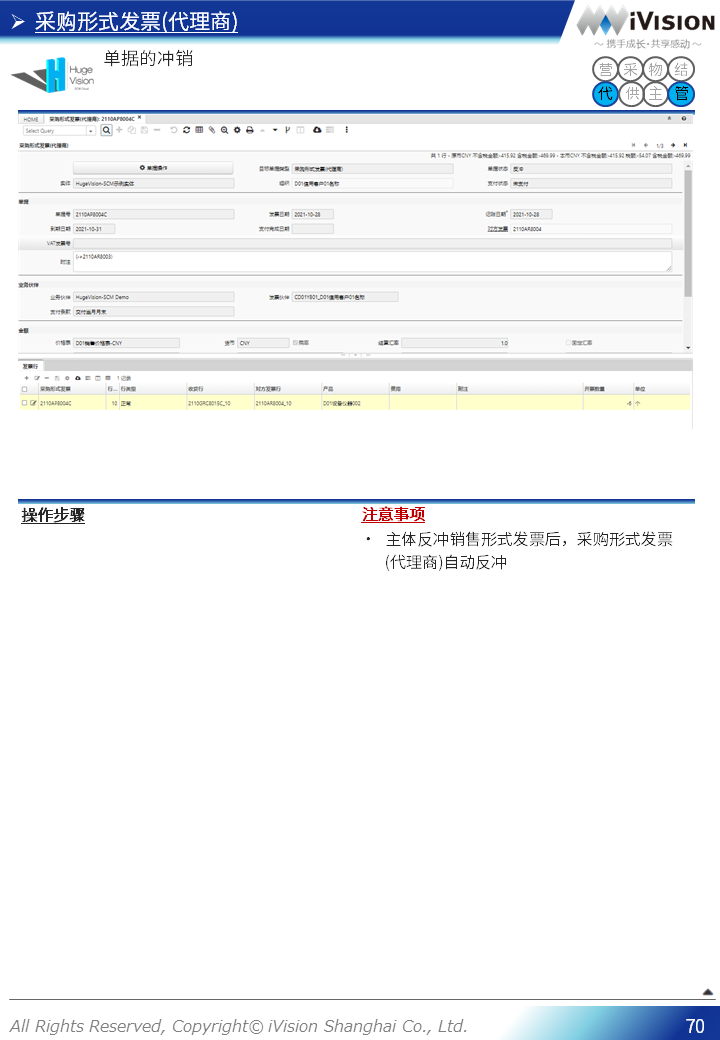 采购形式发票(代理商)
iVision
～ 携手成长·共享感动 ～
单据的冲销
Huge
Vision
营 采 物 结
代 供 主 管
HOME 采购形式发票(代理商): 2110AP8004C ×
Select Query
采购形式发票(代理商) 1/3
共 1 行 - 原币CNY 不含税金额:-415.92 含税金额:-469.99 - 本币CNY 不含税金额:-415.92 税额:-54.07 含税金额:-469.99
单据操作 目标单据类型 采购形式发票(代理商) 单据状态 反冲
实体 HugeVision-SCM示例实体 组织 D01信用客户01名称 支付状态 未支付
单据
单据号 2110AP8004C 发票日期 2021-10-28 记账日期* 2021-10-28
到期日期 2021-10-31 支付完成日期 对方发票 2110AR8004
VAT发票号
附注 (->2110AR8003)
业务伙伴
业务伙伴 HugeVision-SCM Demo 发票伙伴 CD01YB01_D01信用客户01名称
支付条款 交付当月月末
金额
价格表 D01销售价格表-CNY 货币 CNY 税率 结算汇率 1.0 固定汇率
发票行
1 记录
采购形式发票 行... 行类型 收货行 对方发票行 产品 费用 附注 开票数量 单位
2110AP8004C 10 正常 2110GRC8015C_10 2110AR8004_10 D01设备仪器002 -8 个
操作步骤
注意事项
• 主体反冲销售形式发票后，采购形式发票
(代理商)自动反冲
All Rights Reserved, Copyright© iVision Shanghai Co., Ltd.
70